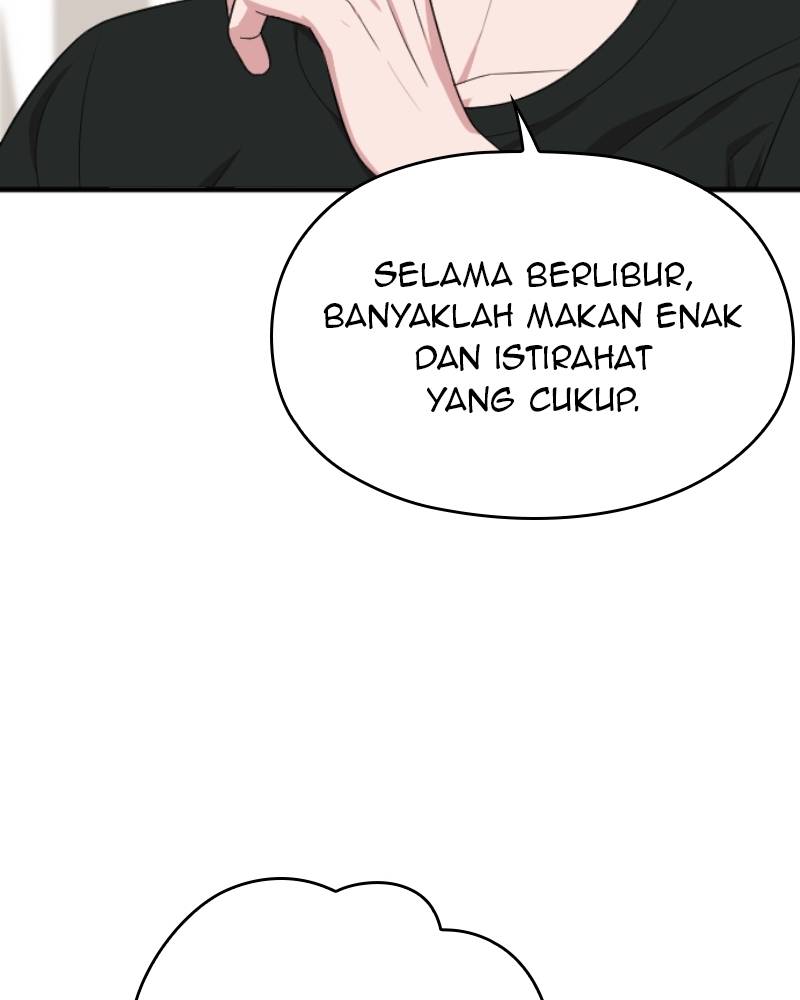 SELAMA BERLIBUR,
BANYAKLAH MAKAN ENAK
DAN ISTIRAHAT
YANG CUKUP.